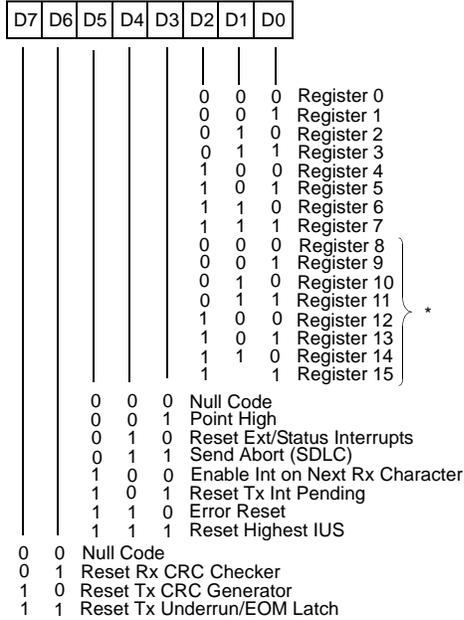 D7 D6 D5 D4 D3 D2 D1 D0
0 0 0 Register 0
0 0 1 Register 1
0 1 0 Register 2
0 1 1 Register 3
1 0 0 Register 4
1 0 1 Register 5
1 1 0 Register 6
1 1 1 Register 7
0 0 0 Register 8
0 0 1 Register 9
0 1 0 Register 10
0 1 1 Register 11
*
1 0 0 Register 12
1 0 1 Register 13
1 1 0 Register 14
1 1 Register 15
0 0 0 Null Code
0 0 1 Point High
0 1 0 Reset Ext/Status Interrupts
0 1 1 Send Abort (SDLC)
1 0 0 Enable Int on Next Rx Character
1 0 1 Reset Tx Int Pending
1 1 0 Error Reset
1 1 1 Reset Highest IUS
0 0 Null Code
0 1 Reset Rx CRC Checker
1 0 Reset Tx CRC Generator
1 1 Reset Tx Underrun/EOM Latch